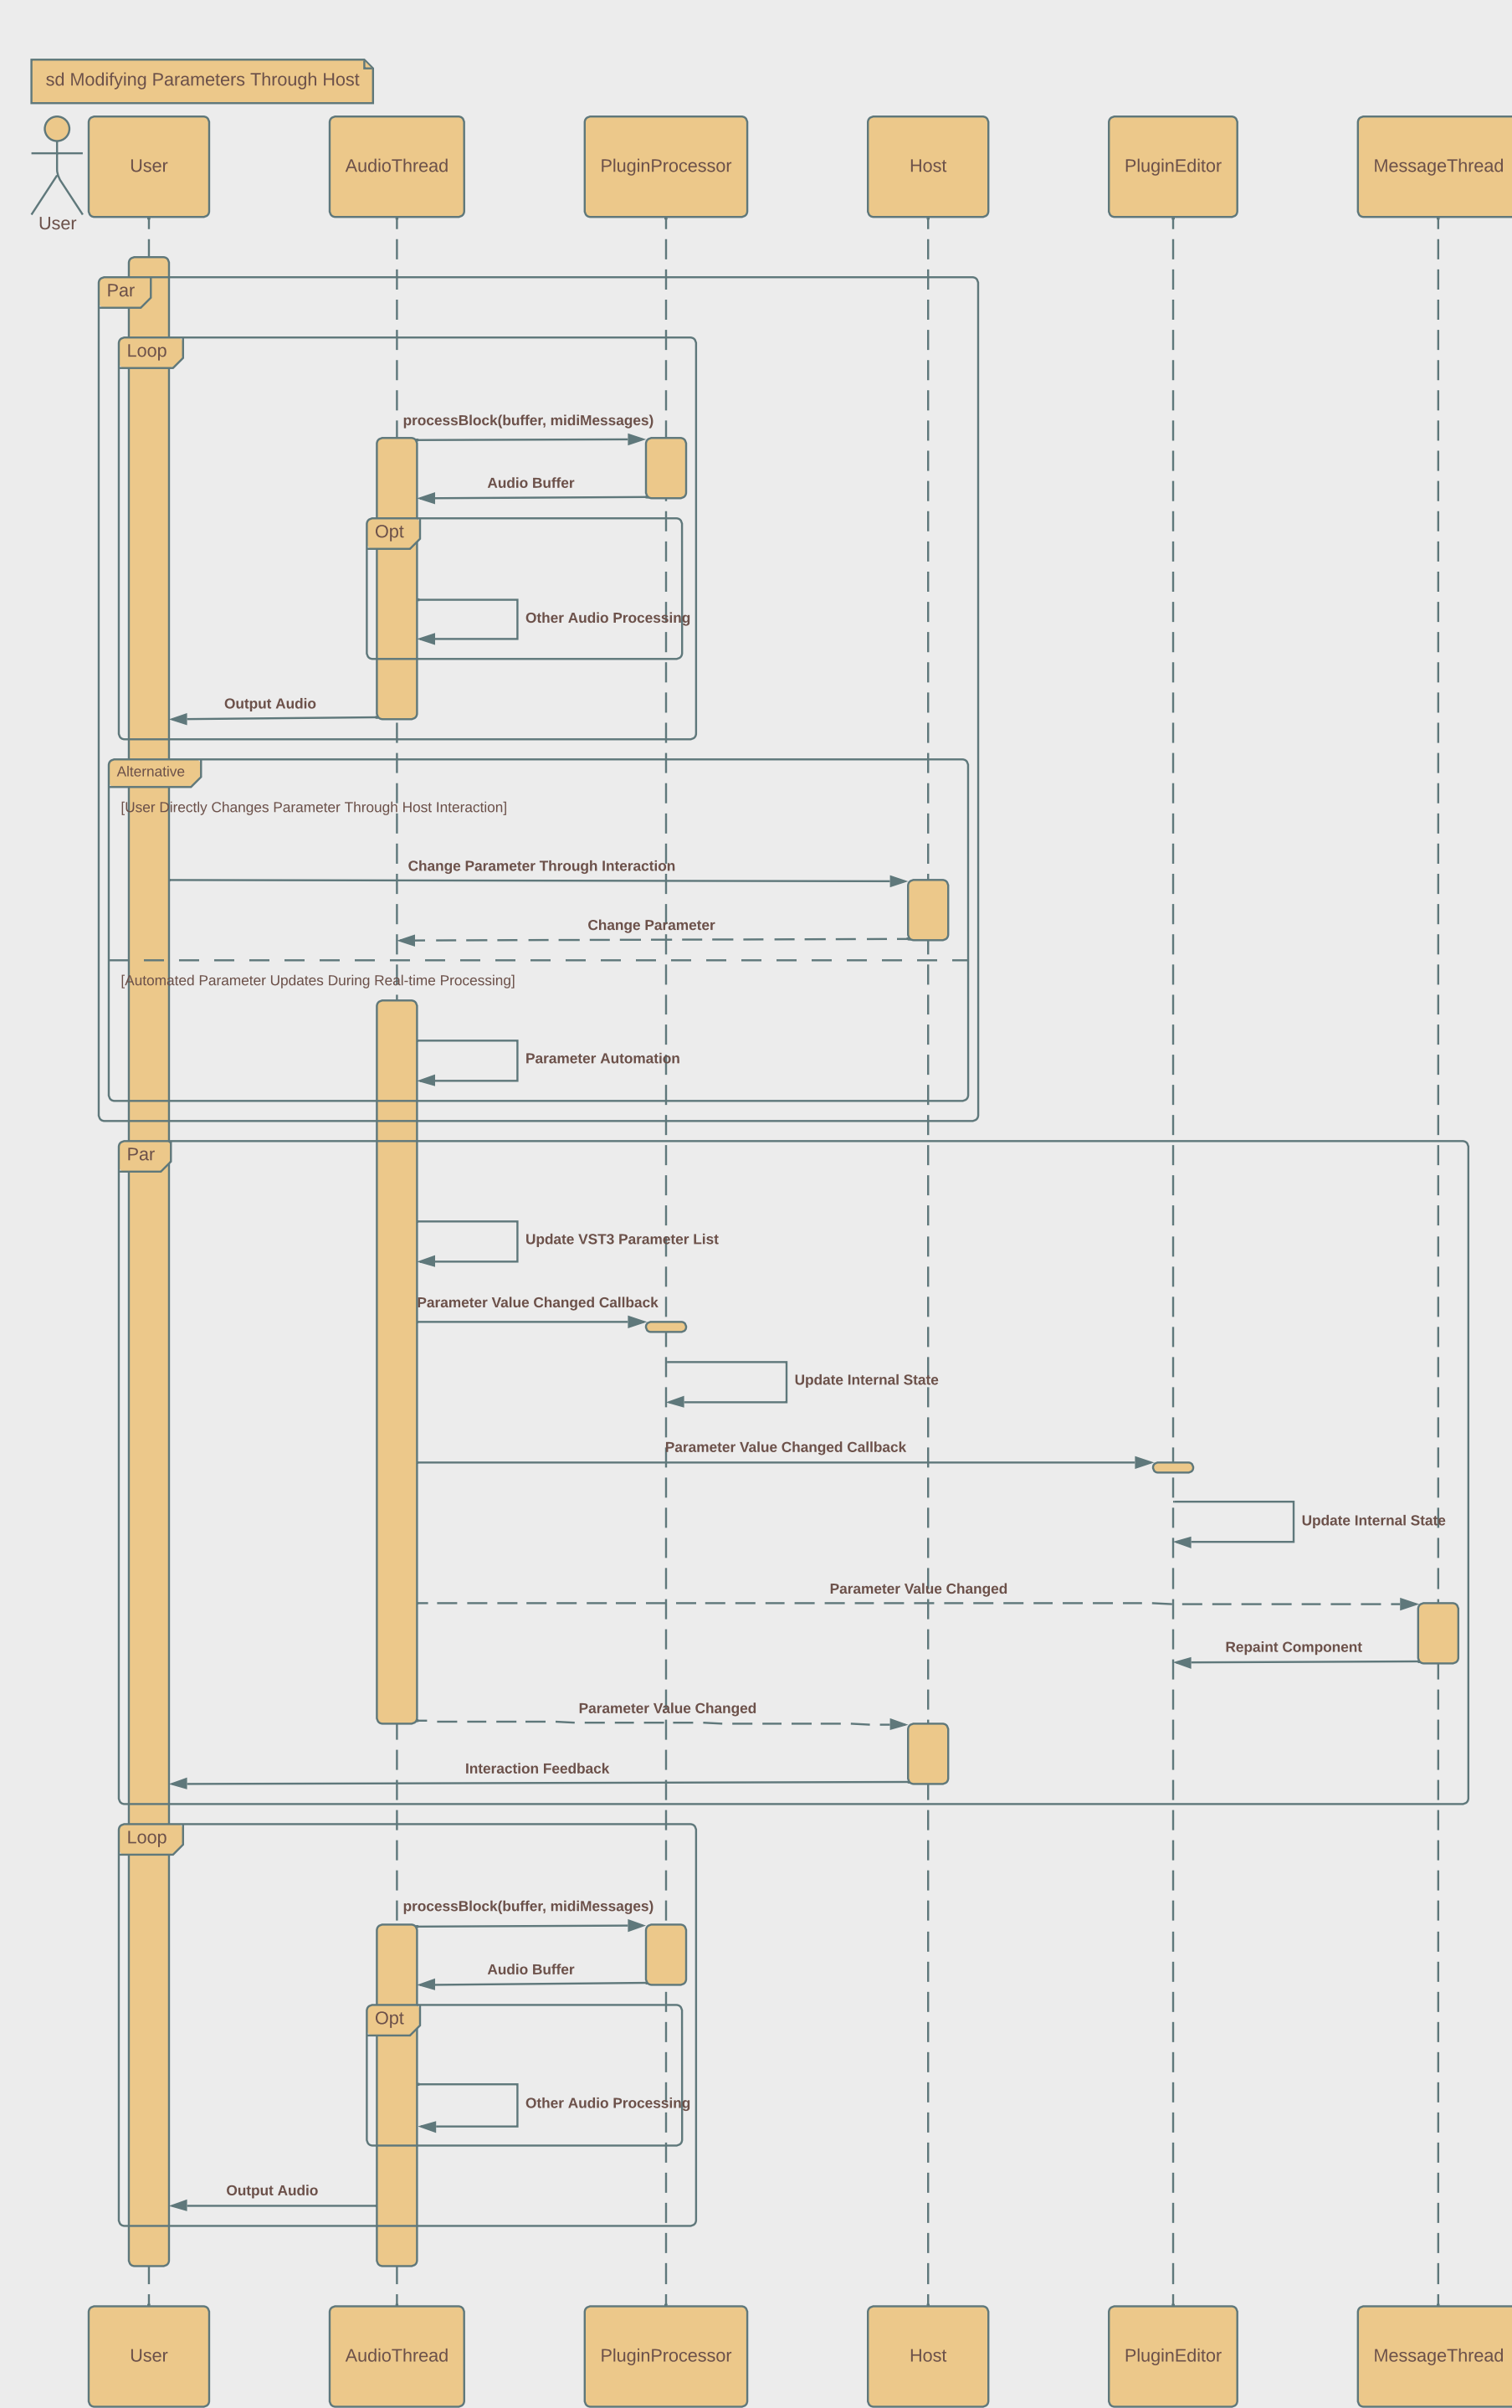 sd Modifying Parameters Through Host
User
User
AudioThread
PluginProcessor
Host
PluginEditor
MessageThread
Par
Loop
processBlock(buffer, midiMessages)
Audio Buffer
Opt
Other Audio Processing
Output Audio
Alternative
[User Directly Changes Parameter Through Host Interaction]
Change Parameter Through Interaction
Change Parameter
[Automated Parameter Updates During Real-time Processing]
Parameter Automation
Par
Update VST3 Parameter List
Parameter Value Changed Callback
Update Internal State
Parameter Value Changed Callback
Update Internal State
Parameter Value Changed
Repaint Component
Parameter Value Changed
Interaction Feedback
Loop
processBlock(buffer, midiMessages)
Audio Buffer
Opt
Other Audio Processing
Output Audio
User
AudioThread
PluginProcessor
Host
PluginEditor
MessageThread